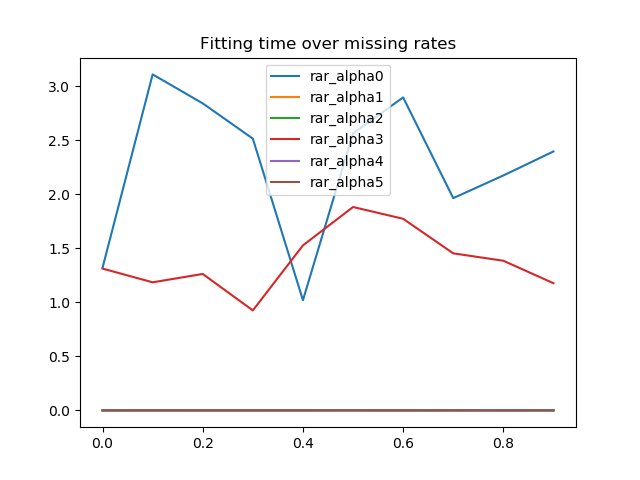 Fitting time over missing rates
rar_alpha0
rar_alpha1
rar_alpha2
rar_alpha3
rar_alpha4
rar_alpha5
3.0
2.5
2.0
1.5
1.0
0.5
0.0
0.0 0.2 0.4 0.6 0.8